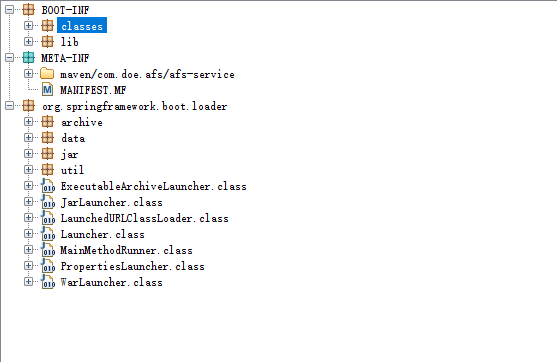 BOOT-INF
classes
lib
META-INF
maven/com.doe.afs/afs-service
MANIFEST.MF
org.springframework.boot.loader
archive
data
jar
util
ExecutableArchiveLauncher.class
JarLauncher.class
LaunchedURLClassLoader.class
Launcher.class
MainMethodRunner.class
PropertiesLauncher.class
WarLauncher.class